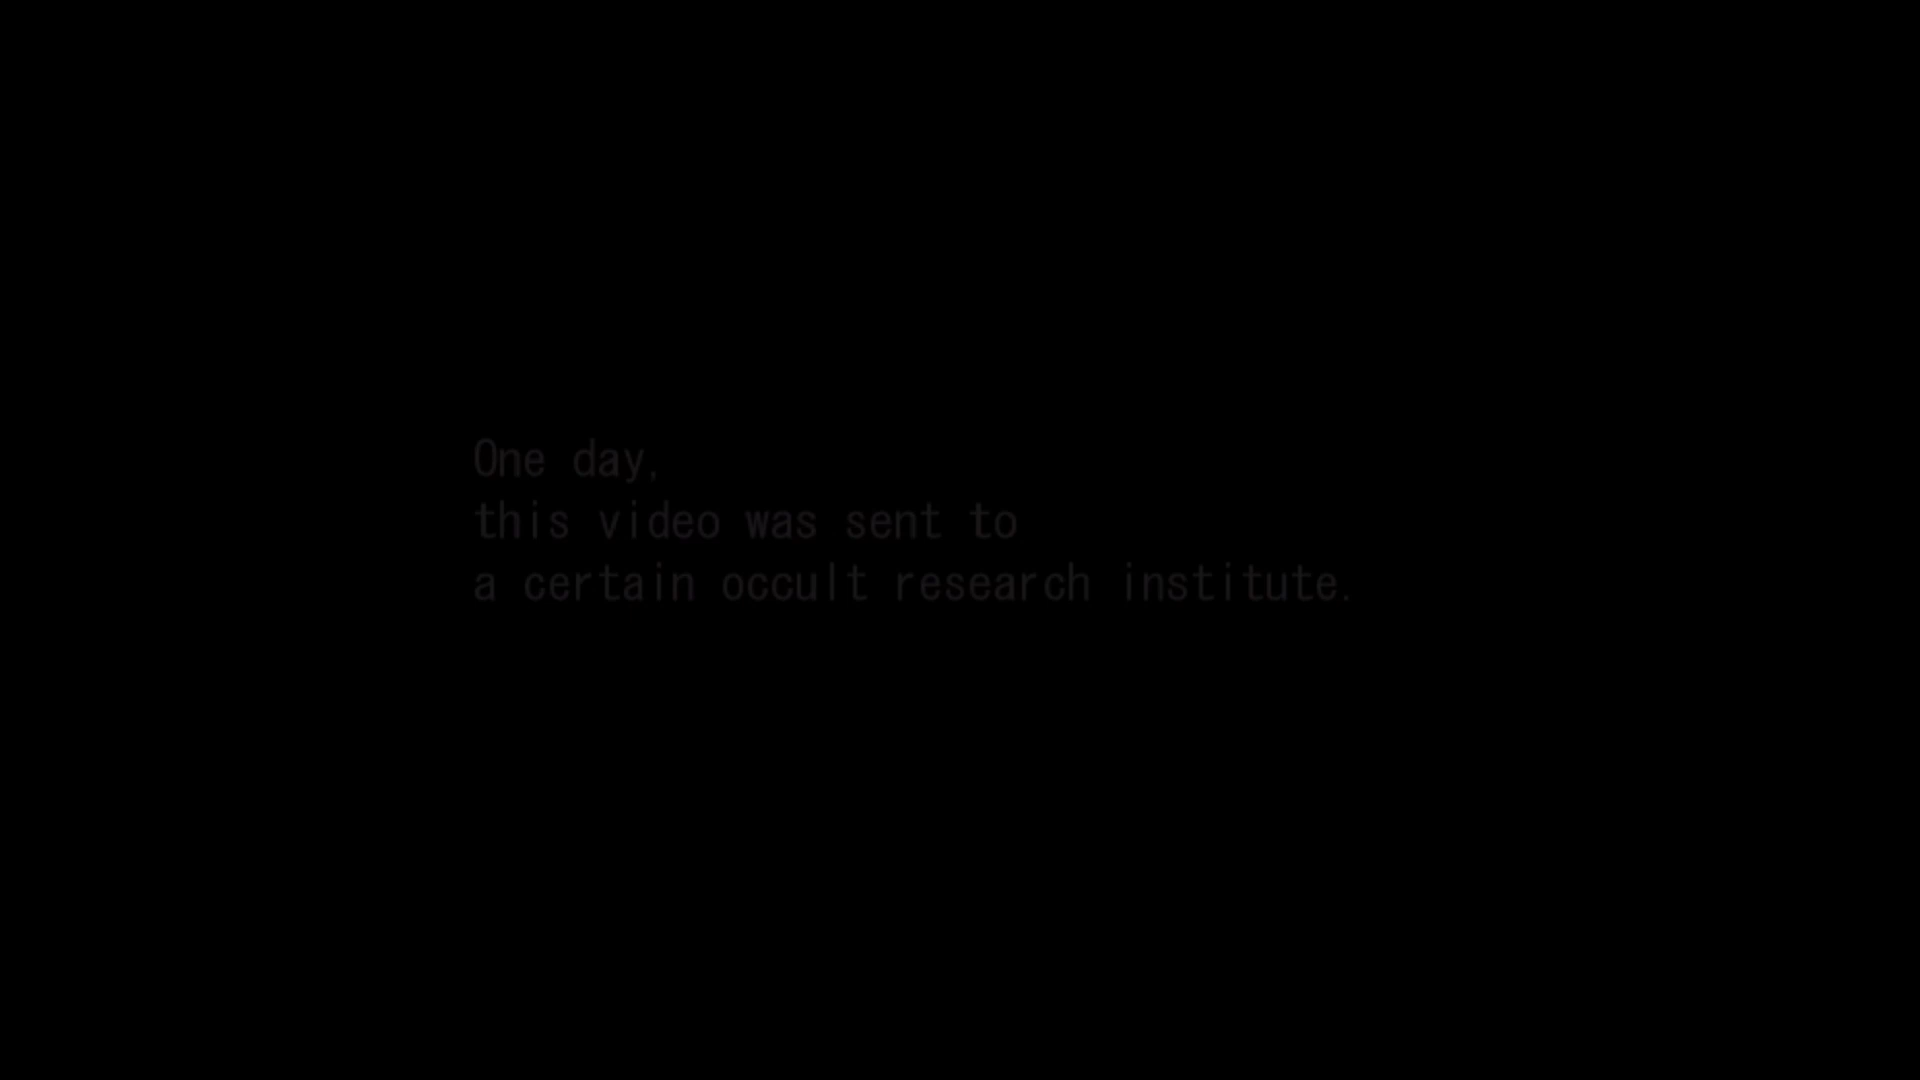 One day,
this video was sent to
a certain occult research institute.